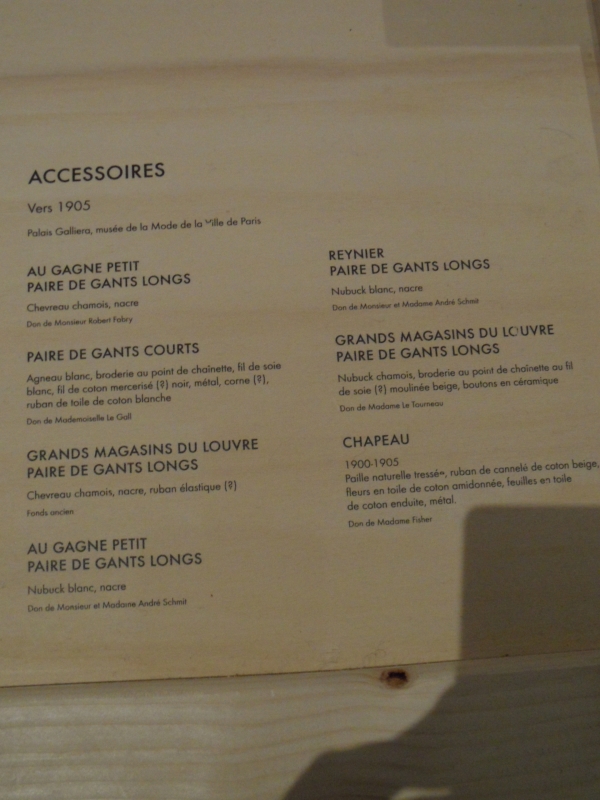 ACCESSOIRES
Vers 1905
Palais Galliera, musée de la Mode de la Ville de Paris
AU GAGNE PETIT
PAIRE DE GANTS LONGS
Chevreau chamois, nacre
Don de Monsieur Robert Fabry
PAIRE DE GANTS COURTS
Agneau blanc, broderie au point de chaînette, fil de soie
blanc, fil de coton mercerisé (?) noir, métal, corne (?),
ruban de toile de coton blanche
Don de Mademoiselle Le Gall
GRANDS MAGASINS DU LOUVRE
PAIRE DE GANTS LONGS
Chevreau chamois, nacre, ruban élastique (?)
Fonds ancien
AU GAGNE PETIT
PAIRE DE GANTS LONGS
Nubuck blanc, nacre
Don de Monsieur et Madame André Schmit
REYNIER
PAIRE DE GANTS LONGS
Nubuck blanc, nacre
Don de Monsieur et Madame André Schmit
GRANDS MAGASINS DU LOUVRE
PAIRE DE GANTS LONGS
Nubuck chamois, broderie au point de chaînette au fil
de soie (?) moulinée beige, boutons en céramique
Don de Madame Le Tourneau
CHAPEAU
1900-1905
Paille naturelle tressée, ruban de cannelé de coton beige,
fleurs en toile de coton amidonnée, feuilles en toile
de coton enduite, métal.
Don de Madame Fisher